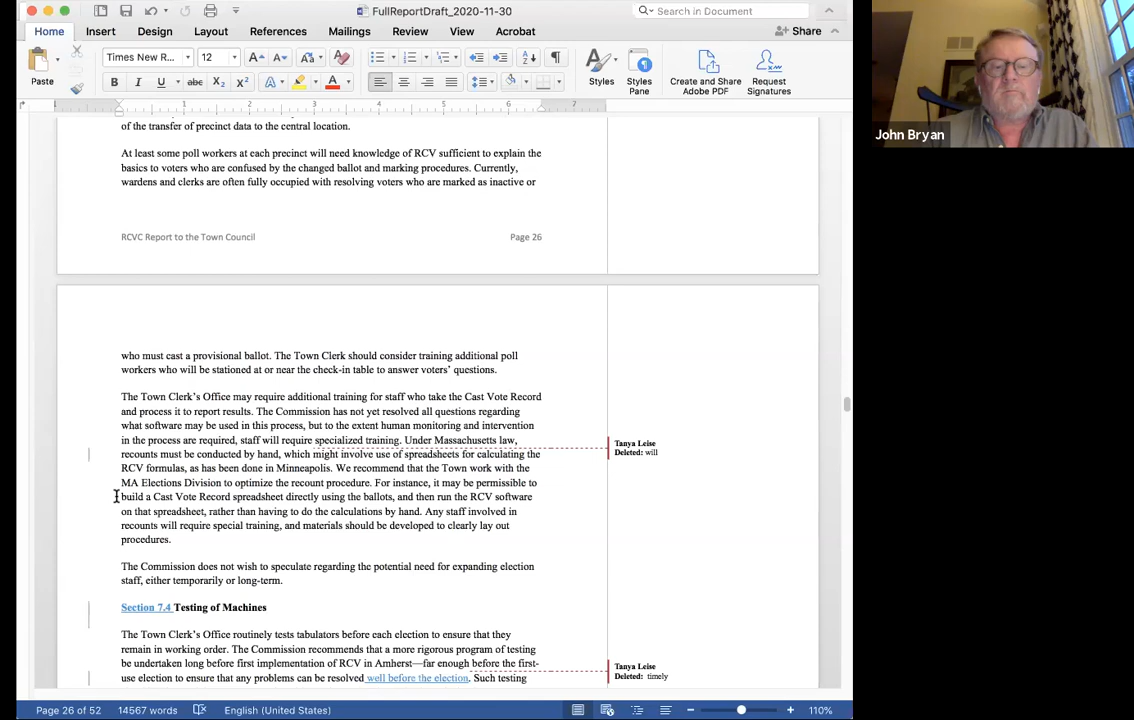 FullReportDraft_2020-11-30
Search in Document
Home Insert Design Layout References Mailings Review View Acrobat Share
Paste Times New R... 12 Styles Styles Pane Create and Share Adobe PDF Request Signatures
1 1 2 3 4 5 6 7
of the transfer of precinct data to the central location.
At least some poll workers at each precinct will need knowledge of RCV sufficient to explain the
basics to voters who are confused by the changed ballot and marking procedures. Currently,
wardens and clerks are often fully occupied with resolving voters who are marked as inactive or
RCVC Report to the Town Council Page 26
who must cast a provisional ballot. The Town Clerk should consider training additional poll
workers who will be stationed at or near the check-in table to answer voters' questions.
The Town Clerk's Office may require additional training for staff who take the Cast Vote Record
and process it to report results. The Commission has not yet resolved all questions regarding
what software may be used in this process, but to the extent human monitoring and intervention
in the process are required, staff will require specialized training. Under Massachusetts law,
recounts must be conducted by hand, which might involve use of spreadsheets for calculating the
RCV formulas, as has been done in Minneapolis. We recommend that the Town work with the
MA Elections Division to optimize the recount procedure. For instance, it may be permissible to
build a Cast Vote Record spreadsheet directly using the ballots, and then run the RCV software
on that spreadsheet, rather than having to do the calculations by hand. Any staff involved in
recounts will require special training, and materials should be developed to clearly lay out
procedures.
The Commission does not wish to speculate regarding the potential need for expanding election
staff, either temporarily or long-term.
Section 7.4 Testing of Machines
The Town Clerk's Office routinely tests tabulators before each election to ensure that they
remain in working order. The Commission recommends that a more rigorous program of testing
be undertaken long before first implementation of RCV in Amherst—far enough before the first-
use election to ensure that any problems can be resolved well before the election. Such testing
Tanya Leise
Deleted: will
Tanya Leise
Deleted: timely
Page 26 of 52 14567 words English (United States) 110%
John Bryan